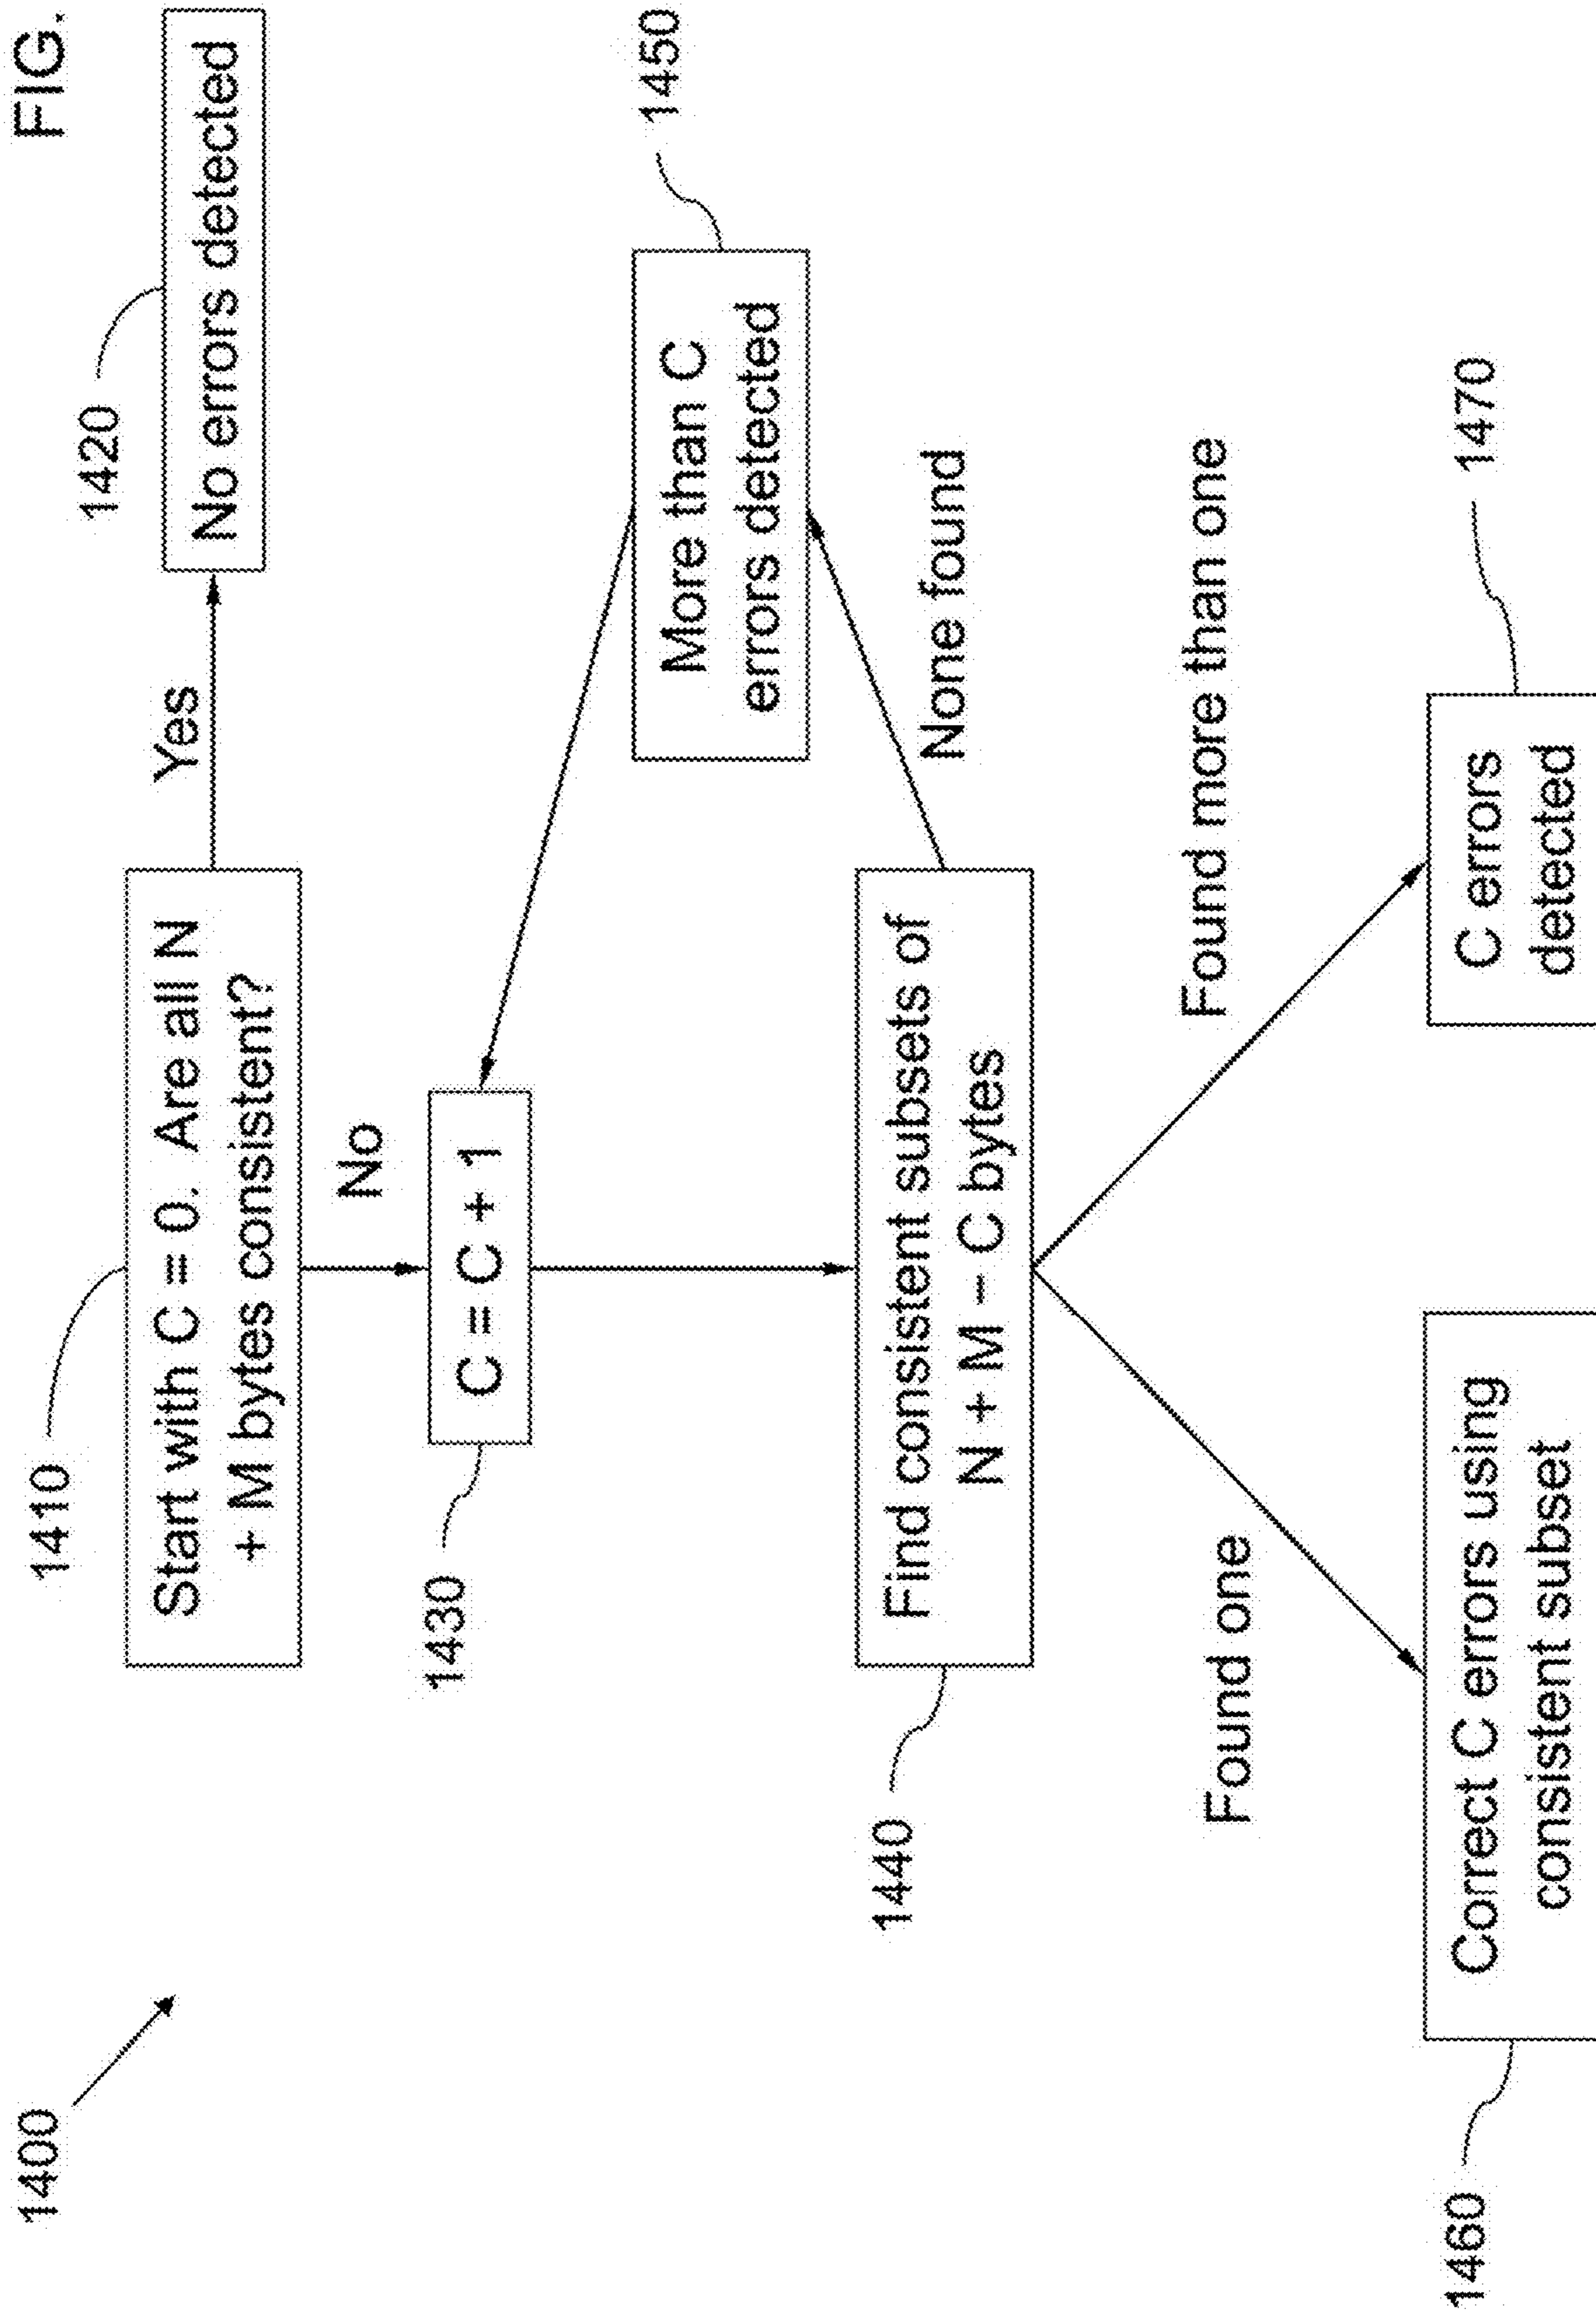 FIG.
1400
1410
Start with C = 0. Are all N
+ M bytes consistent?
Yes
1420
No errors detected
No
1430
C = C + 1
1450
More than C
errors detected
1440
Find consistent subsets of
N + M − C bytes
None found
Found one
Found more than one
1460
Correct C errors using
consistent subset
1470
C errors
detected